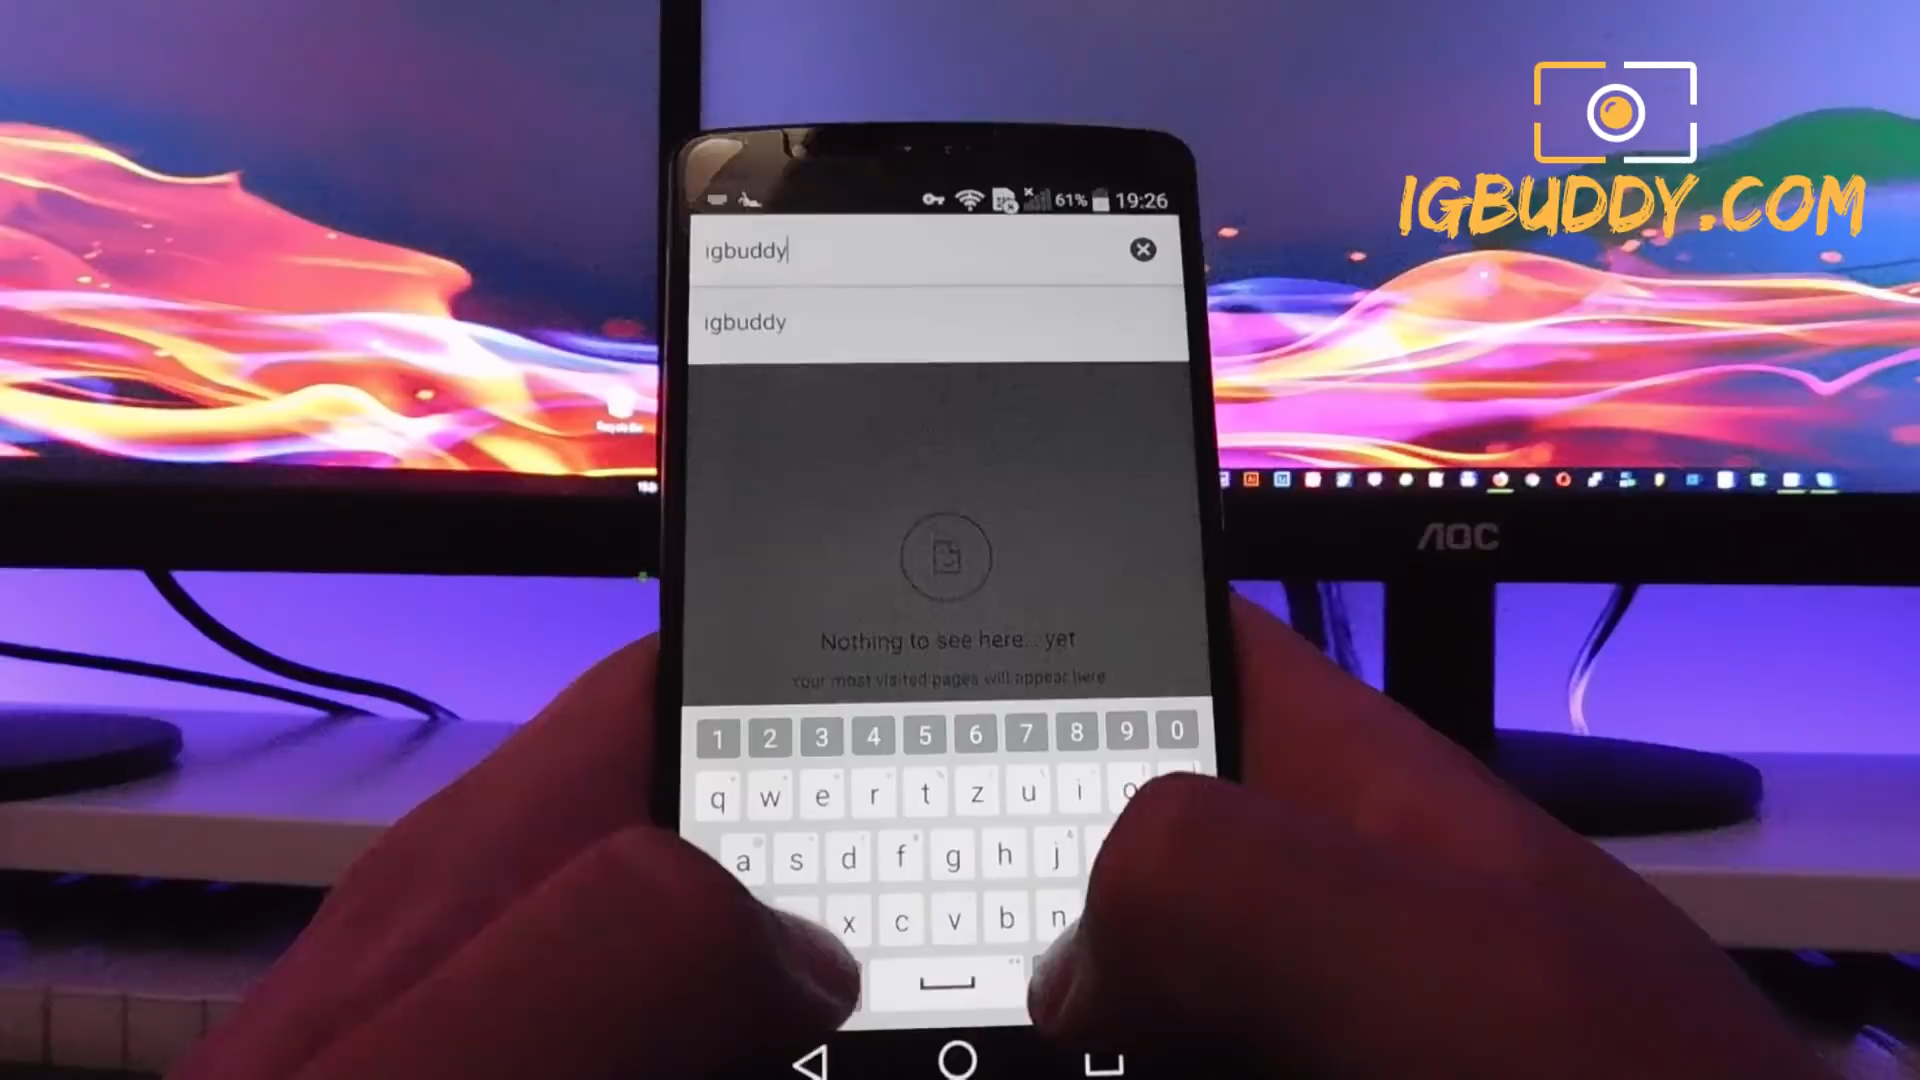 IGBUDDY.COM
61% 19:26
igbuddy
igbuddy
Nothing to see here... yet
Your most visited pages will appear here
1 2 3 4 5 6 7 8 9 0
q w e r t z u i o
a s d f g h j
x c v b n
AOC